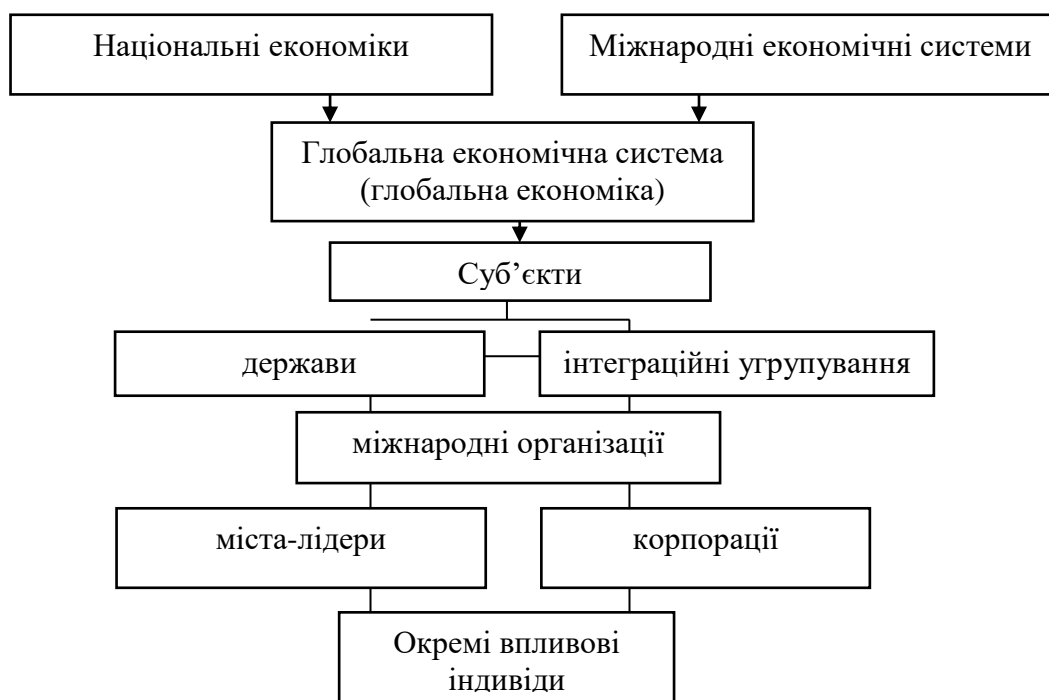 Національні економіки
Міжнародні економічні системи
Глобальна економічна система
(глобальна економіка)
Суб’єкти
держави
інтеграційні угрупування
міжнародні організації
міста-лідери
корпорації
Окремі впливові
індивіди